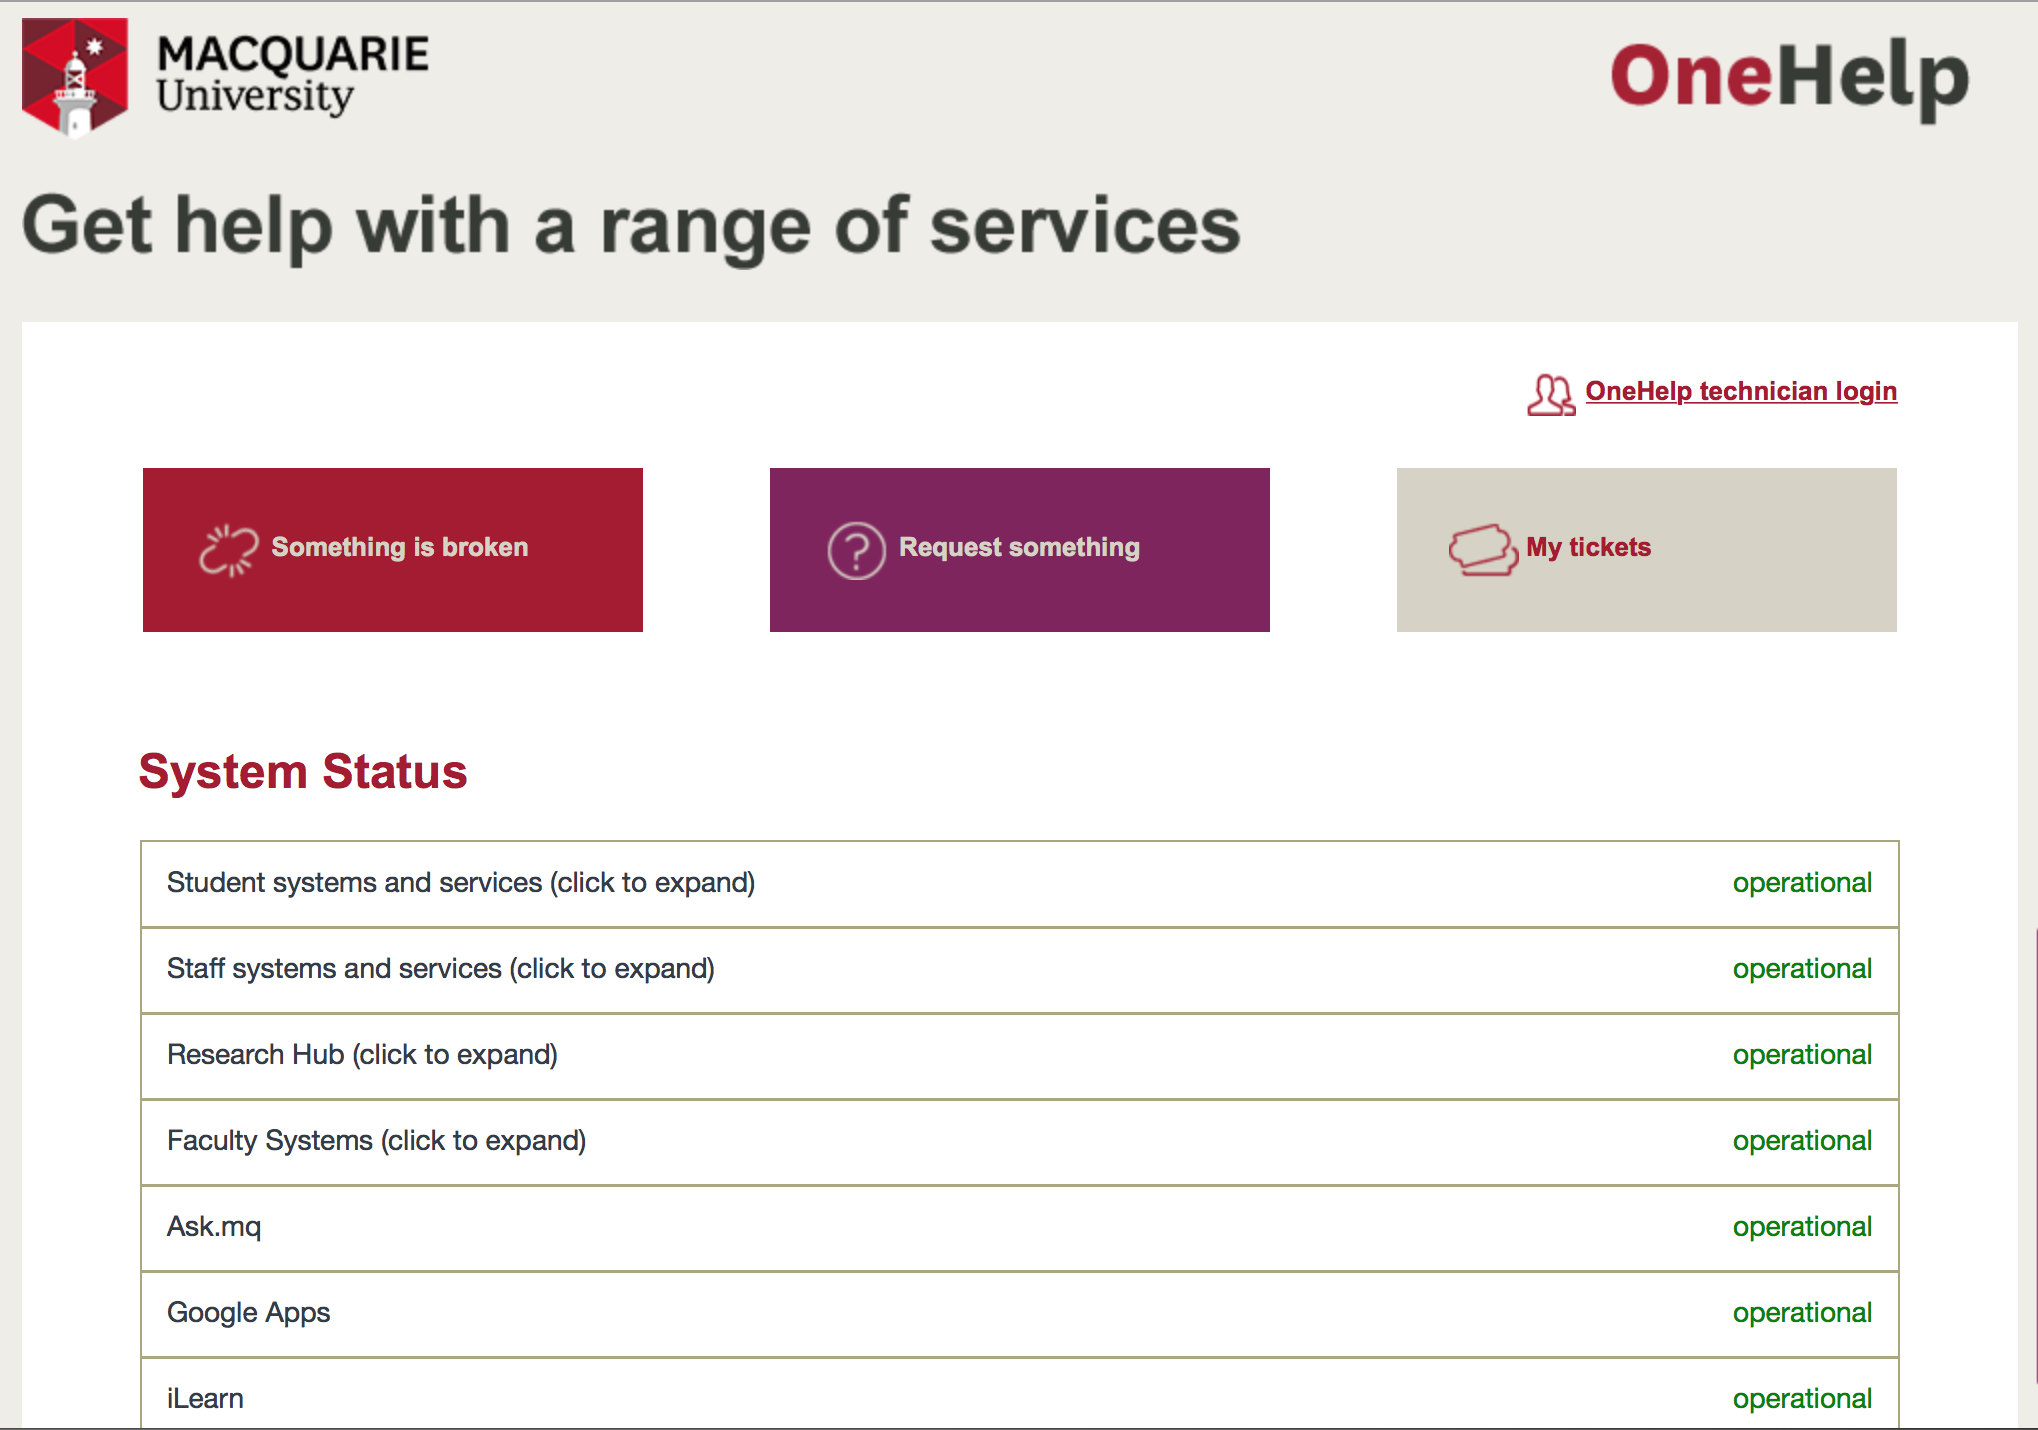 MACQUARIE
University
OneHelp
Get help with a range of services
OneHelp technician login
Something is broken
Request something
My tickets
System Status
Student systems and services (click to expand) operational
Staff systems and services (click to expand) operational
Research Hub (click to expand) operational
Faculty Systems (click to expand) operational
Ask.mq operational
Google Apps operational
iLearn operational